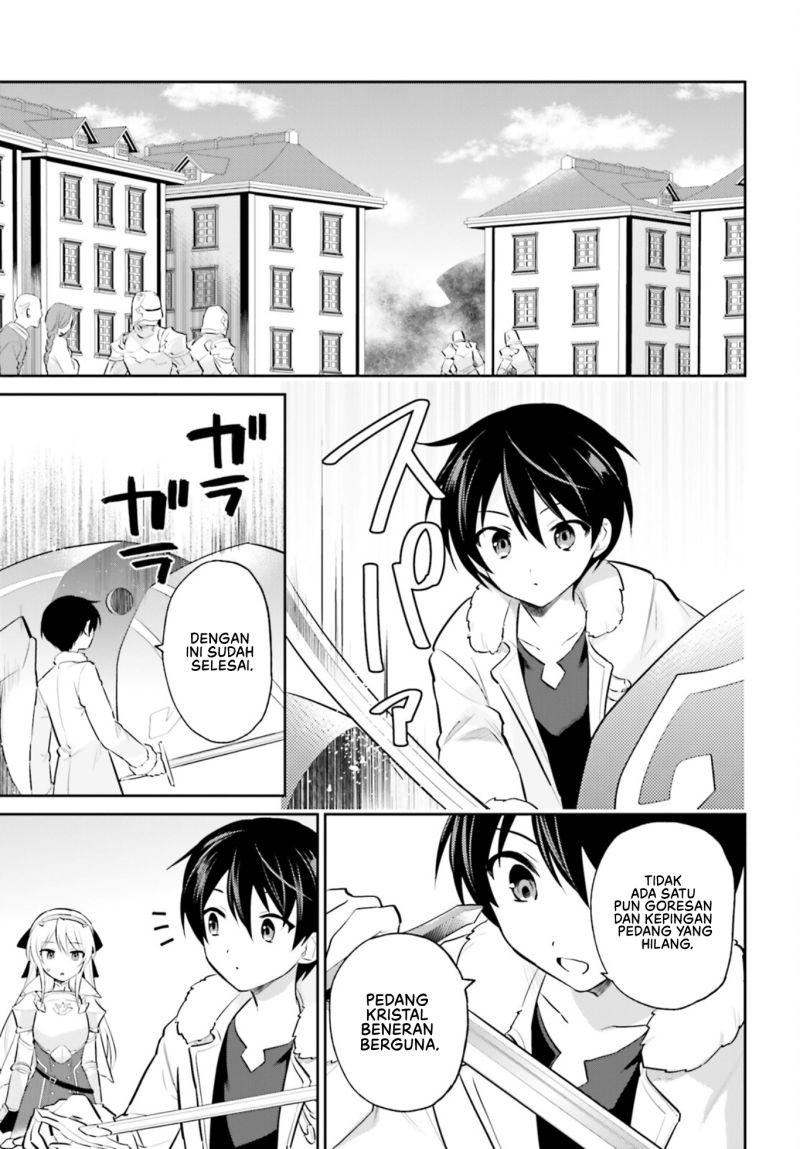 スパァ
ガラ
ガラ
DENGAN
INI SUDAH
SELESAI.
TIDAK
ADA SATU
PUN GORESAN
DAN KEPINGAN
PEDANG YANG
HILANG.
PEDANG
KRISTAL
BENERAN
BERGUNA.